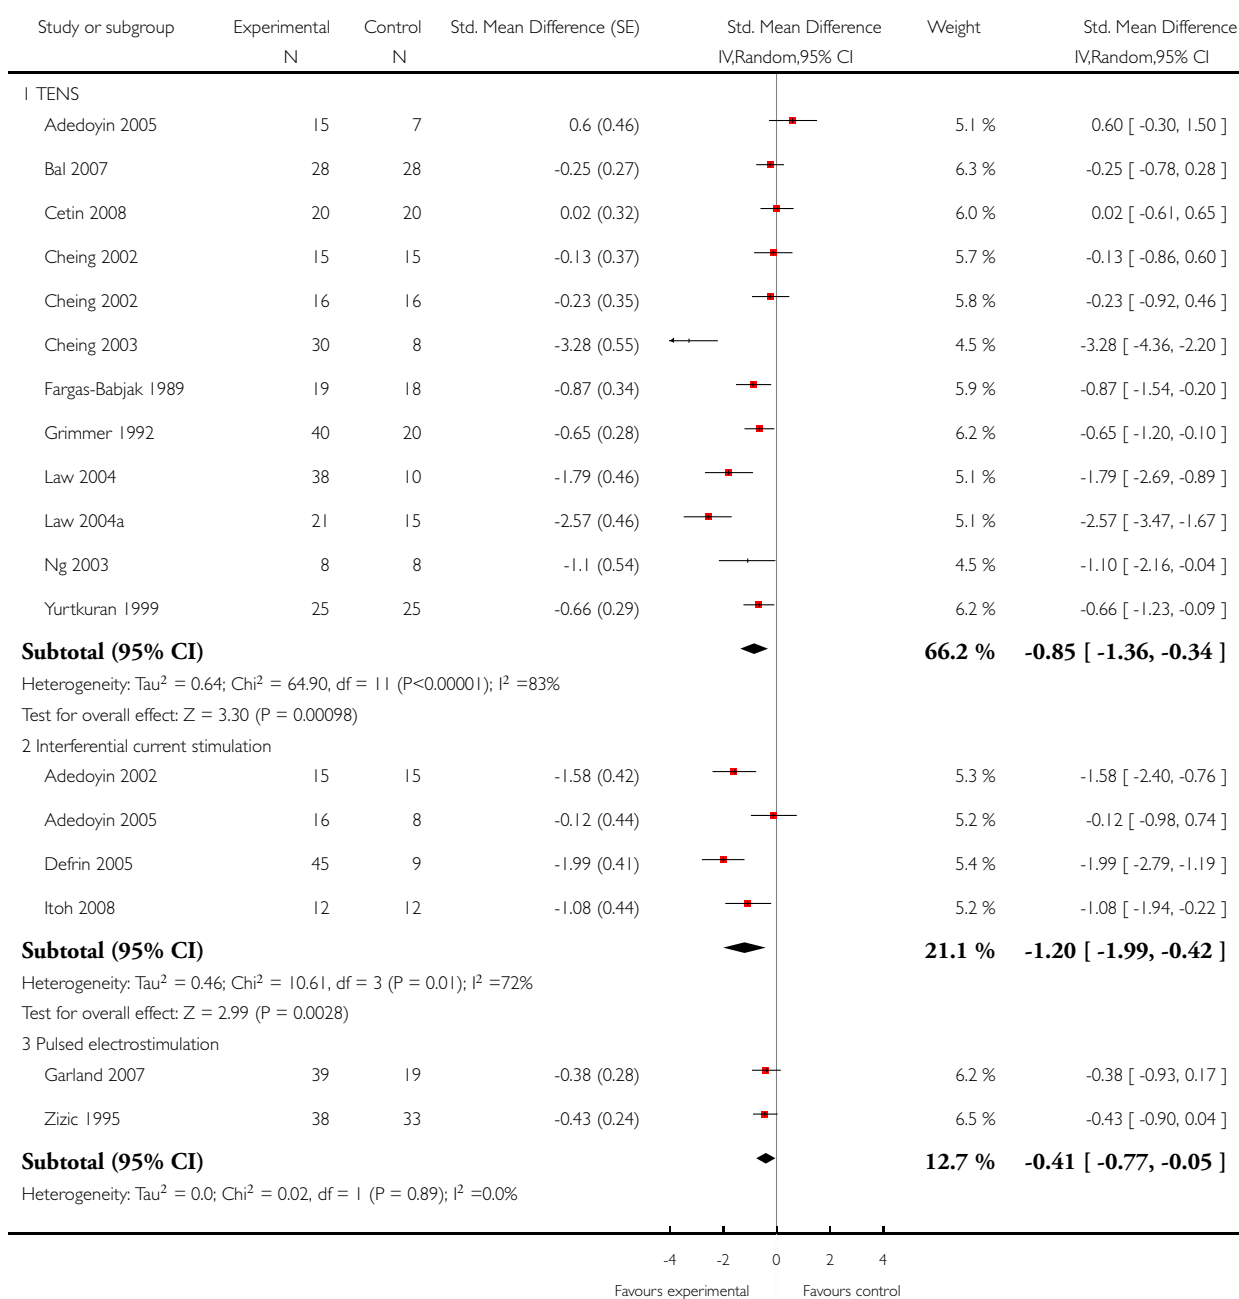 Study or subgroup Experimental Control Std. Mean Difference (SE) Std. Mean Difference Weight Std. Mean Difference
N N IV,Random,95% CI IV,Random,95% CI
1 TENS
Adedoyin 2005 15 7 0.6 (0.46) 5.1 % 0.60 [ -0.30, 1.50 ]
Bal 2007 28 28 -0.25 (0.27) 6.3 % -0.25 [ -0.78, 0.28 ]
Cetin 2008 20 20 0.02 (0.32) 6.0 % 0.02 [ -0.61, 0.65 ]
Cheing 2002 15 15 -0.13 (0.37) 5.7 % -0.13 [ -0.86, 0.60 ]
Cheing 2002 16 16 -0.23 (0.35) 5.8 % -0.23 [ -0.92, 0.46 ]
Cheing 2003 30 8 -3.28 (0.55) 4.5 % -3.28 [ -4.36, -2.20 ]
Fargas-Babjak 1989 19 18 -0.87 (0.34) 5.9 % -0.87 [ -1.54, -0.20 ]
Grimmer 1992 40 20 -0.65 (0.28) 6.2 % -0.65 [ -1.20, -0.10 ]
Law 2004 38 10 -1.79 (0.46) 5.1 % -1.79 [ -2.69, -0.89 ]
Law 2004a 21 15 -2.57 (0.46) 5.1 % -2.57 [ -3.47, -1.67 ]
Ng 2003 8 8 -1.1 (0.54) 4.5 % -1.10 [ -2.16, -0.04 ]
Yurtkuran 1999 25 25 -0.66 (0.29) 6.2 % -0.66 [ -1.23, -0.09 ]
Subtotal (95% CI) 66.2 % -0.85 [ -1.36, -0.34 ]
Heterogeneity: Tau² = 0.64; Chi² = 64.90, df = 11 (P<0.00001); I² =83%
Test for overall effect: Z = 3.30 (P = 0.00098)
2 Interferential current stimulation
Adedoyin 2002 15 15 -1.58 (0.42) 5.3 % -1.58 [ -2.40, -0.76 ]
Adedoyin 2005 16 8 -0.12 (0.44) 5.2 % -0.12 [ -0.98, 0.74 ]
Defrin 2005 45 9 -1.99 (0.41) 5.4 % -1.99 [ -2.79, -1.19 ]
Itoh 2008 12 12 -1.08 (0.44) 5.2 % -1.08 [ -1.94, -0.22 ]
Subtotal (95% CI) 21.1 % -1.20 [ -1.99, -0.42 ]
Heterogeneity: Tau² = 0.46; Chi² = 10.61, df = 3 (P = 0.01); I² =72%
Test for overall effect: Z = 2.99 (P = 0.0028)
3 Pulsed electrostimulation
Garland 2007 39 19 -0.38 (0.28) 6.2 % -0.38 [ -0.93, 0.17 ]
Zizic 1995 38 33 -0.43 (0.24) 6.5 % -0.43 [ -0.90, 0.04 ]
Subtotal (95% CI) 12.7 % -0.41 [ -0.77, -0.05 ]
Heterogeneity: Tau² = 0.0; Chi² = 0.02, df = 1 (P = 0.89); I² =0.0%
-4 -2 0 2 4
Favours experimental Favours control